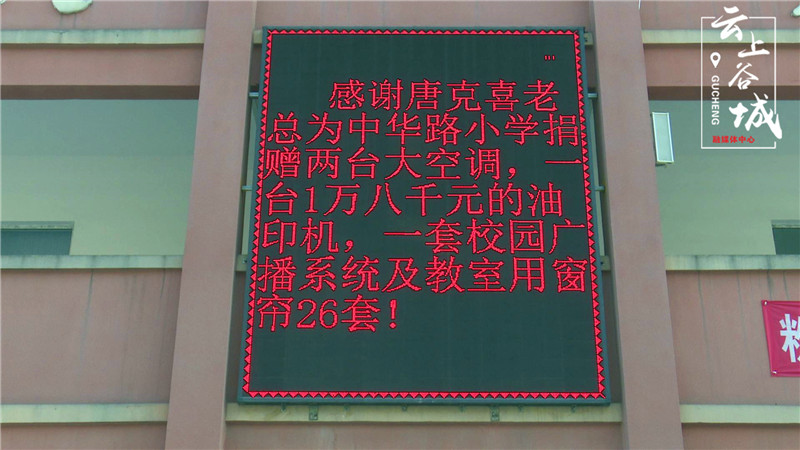 感谢唐克喜老
总为中华路小学捐
赠两台大空调，一
台1万八千元的油
印机，一套校园广
播系统及教室用窗
帘26套！
云上谷城
GUCHENG
融媒体中心